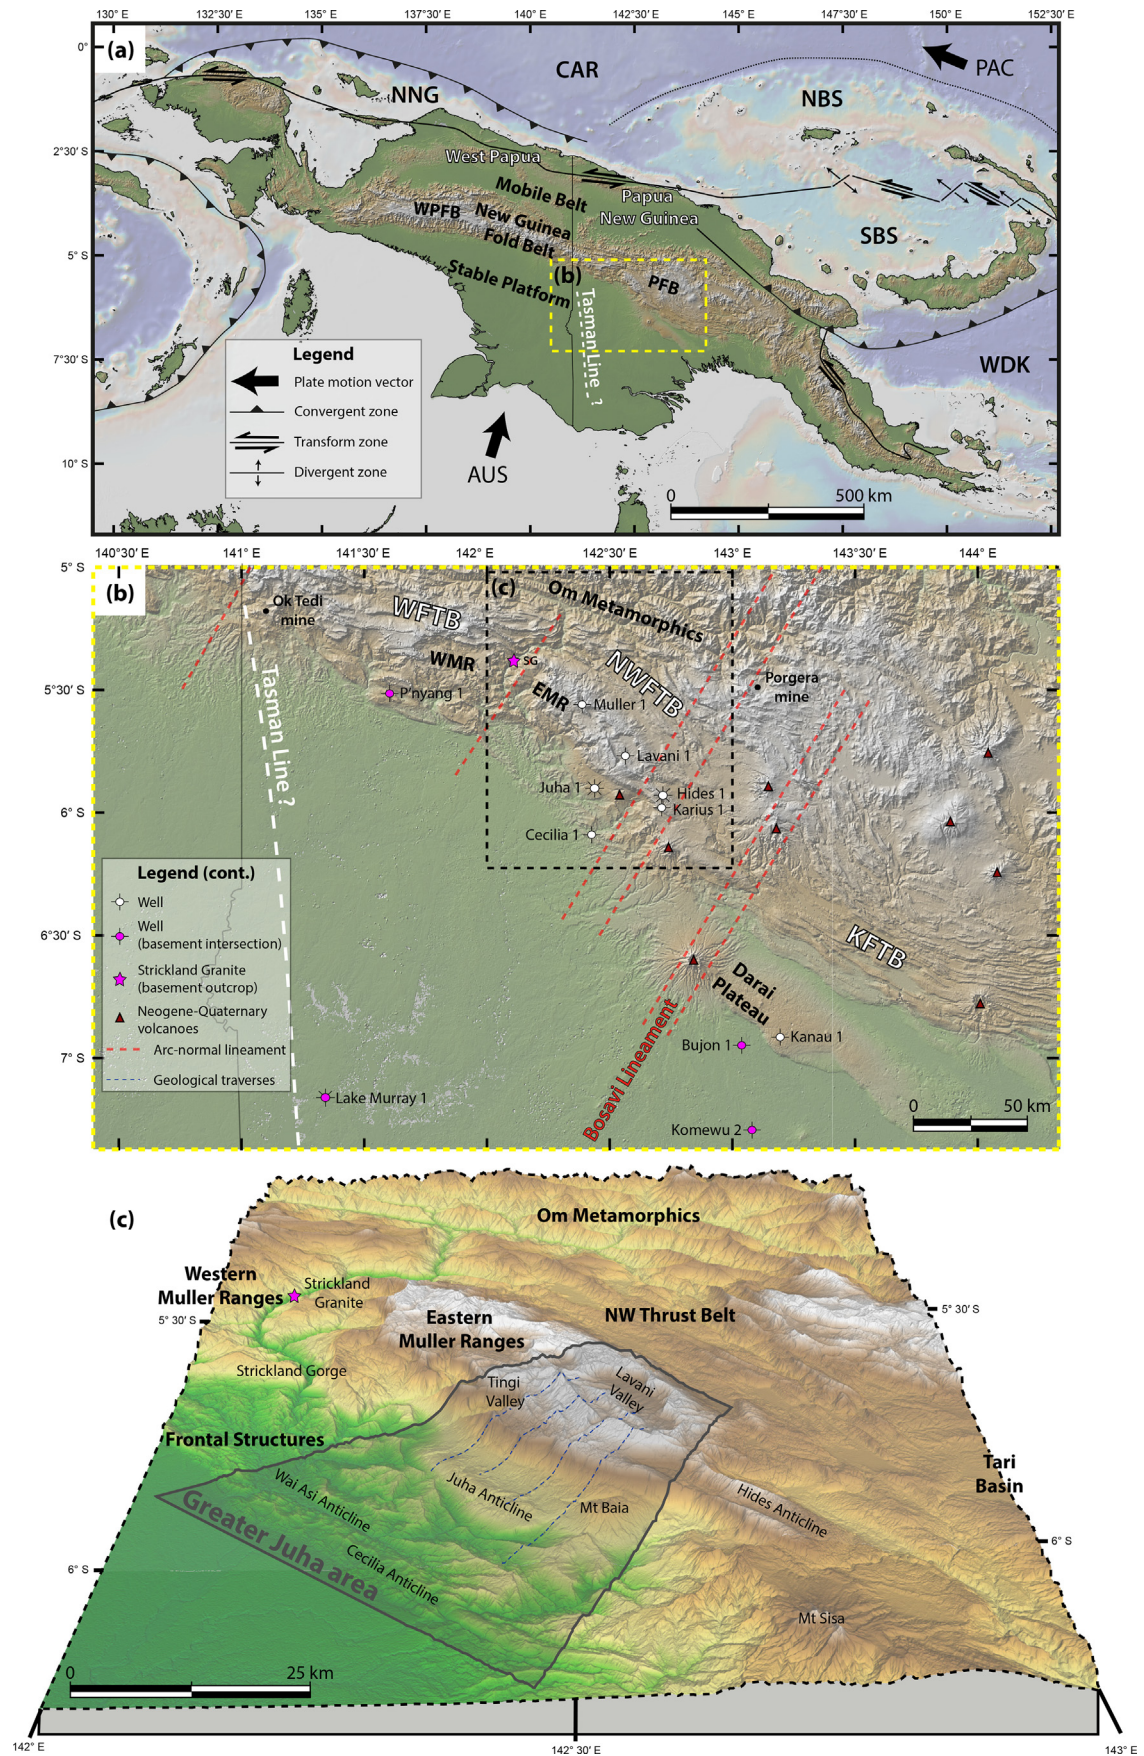 130° E 132°30' E 135° E 137°30' E 140° E 142°30' E 145° E 147°30' E 150° E 152°30' E
0°
2°30' S
5° S
7°30' S
10° S
(a)
CAR
PAC
NNG
NBS
West Papua
Mobile Belt
Papua
New Guinea
WPFB
New Guinea
Fold Belt
SBS
Stable Platform
(b)
PFB
Tasman Line ?
WDK
AUS
Legend
Plate motion vector
Convergent zone
Transform zone
Divergent zone
0 500 km
140°30' E 141° E 141°30' E 142° E 142°30' E 143° E 143°30' E 144° E
5° S
5°30' S
6° S
6°30' S
7° S
(b)
(c)
Ok Tedi
mine
WFTB
Om Metamorphics
WMR
SG
NWFTB
Porgera
mine
P'nyang 1
EMR
Muller 1
Tasman Line ?
Lavani 1
Juha 1
Hides 1
Karius 1
Cecilia 1
KFTB
Darai
Plateau
Kanau 1
Bujon 1
Bosavi Lineament
Lake Murray 1
Komewu 2
Legend (cont.)
Well
Well
(basement intersection)
Strickland Granite
(basement outcrop)
Neogene-Quaternary
volcanoes
Arc-normal lineament
Geological traverses
0 50 km
(c)
Om Metamorphics
Western
Muller Ranges
Strickland
Granite
5° 30' S
5° 30' S
Eastern
Muller Ranges
NW Thrust Belt
Strickland Gorge
Tingi
Valley
Lavani
Valley
Frontal Structures
Wai Asi Anticline
Juha Anticline
Mt Baia
Hides Anticline
Tari
Basin
Greater Juha area
Cecilia Anticline
6° S
6° S
Mt Sisa
0 25 km
142° E 142° 30' E 143° E